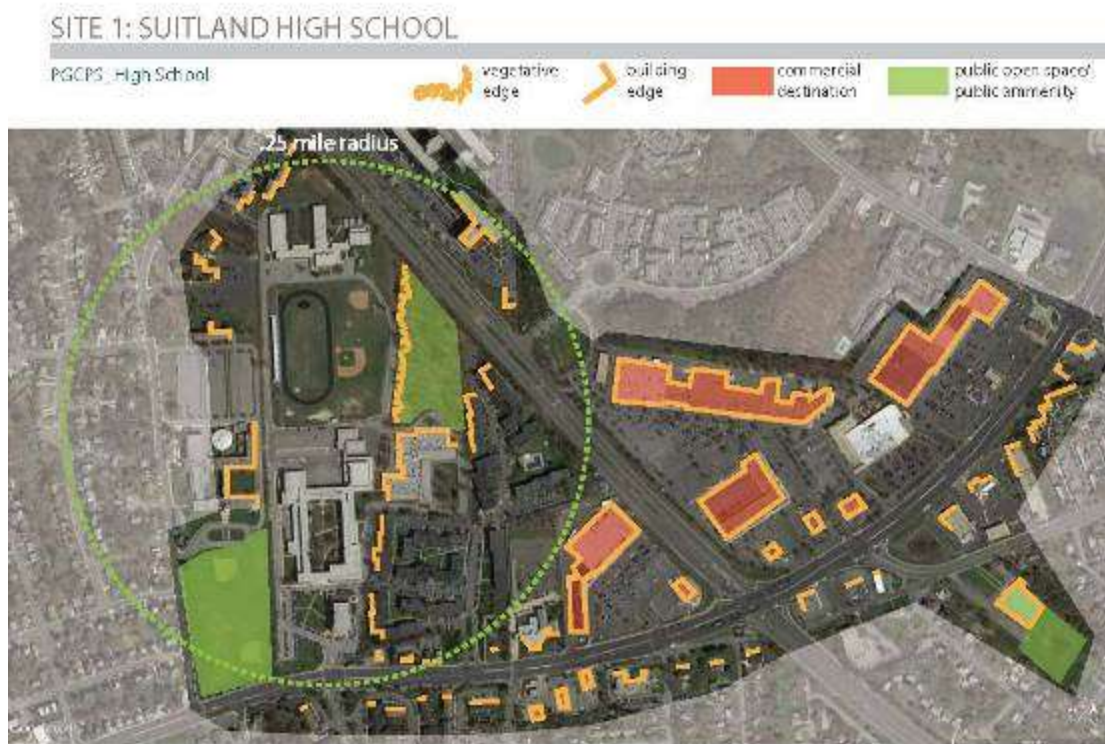 SITE 1: SUITLAND HIGH SCHOOL
PGCPS_High School
vegetative
edge
building
edge
commercial
destination
public open space/
public ammenity
.25 mile radius